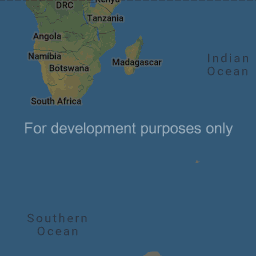 Kenya
DRC
Tanzania
Angola
Namibia
Botswana
Madagascar
South Africa
Indian
Ocean
For development purposes only
Southern
Ocean